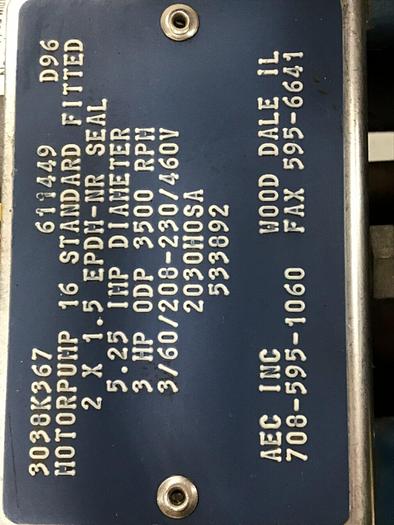 3038K367 611449 D96
MOTORPUMP 16 STANDARD FITTED
2 X 1.5 EPDM-NR SEAL
5.25 IMP DIAMETER
3 HP ODP 3500 RPM
3/60/208-230/460V
2030HOSA
533892
AEC INC WOOD DALE IL
708-595-1060 FAX 595-6641